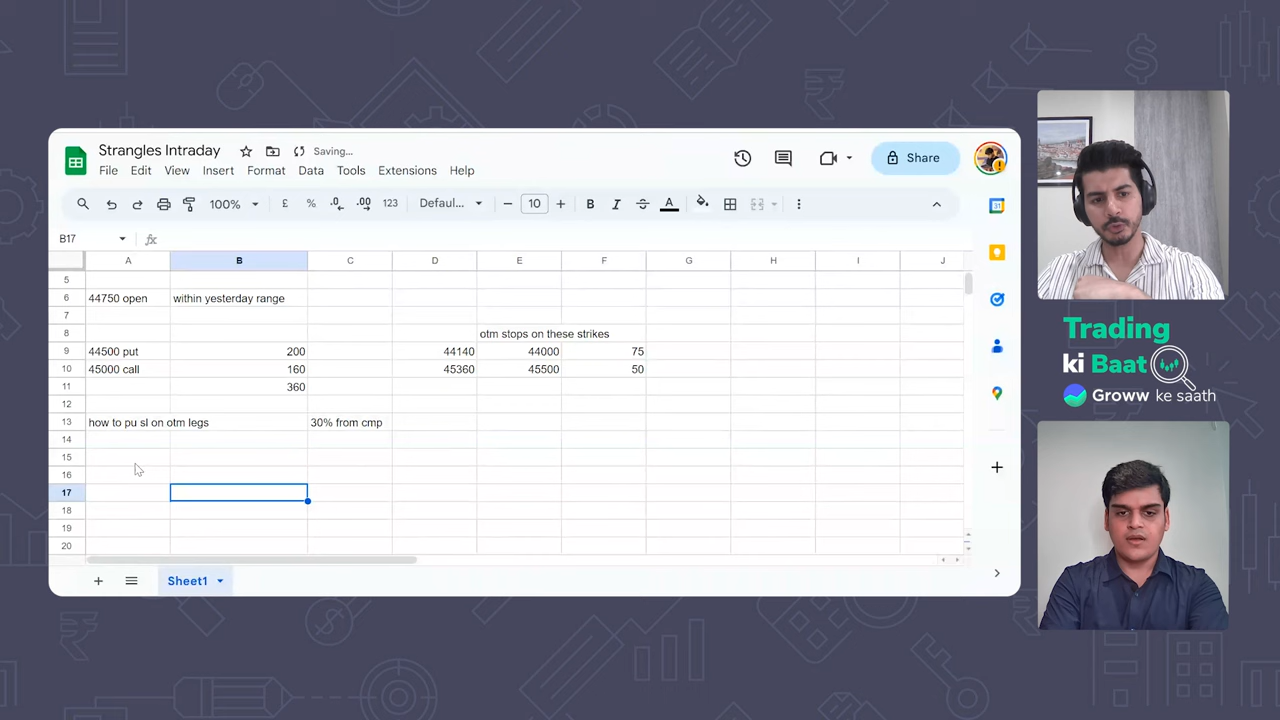 Strangles Intraday
Saving...
Share
File Edit View Insert Format Data Tools Extensions Help
100% £ % .0 .00 123 Defaul... 10 B I A
B17 fx
A B C D E F G H I J
5
6 44750 open within yesterday range
7
8 otm stops on these strikes
9 44500 put 200 44140 44000 75
10 45000 call 160 45360 45500 50
11 360
12
13 how to pu sl on otm legs 30% from cmp
14
15
16
17
18
19
20
Sheet1
31
Trading
ki Baat
Groww ke saath